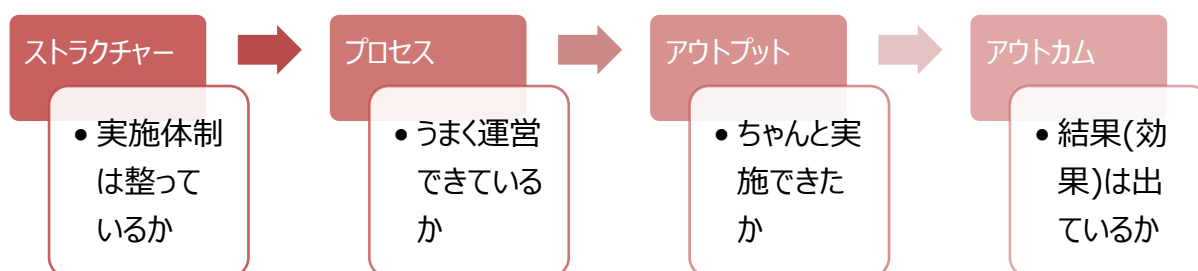 ストラクチャー
• 実施体制
は整って
いるか
プロセス
• うまく運営
できている
か
アウトプット
• ちゃんと実
施できた
か
アウトカム
• 結果(効
果)は出
ているか